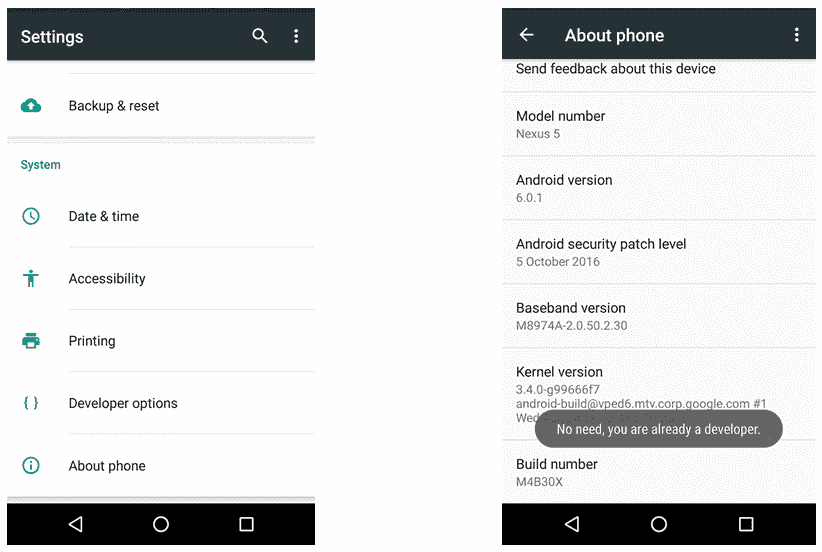 Settings
Backup & reset
System
Date & time
Accessibility
Printing
Developer options
About phone
About phone
Send feedback about this device
Model number
Nexus 5
Android version
6.0.1
Android security patch level
5 October 2016
Baseband version
M8974A-2.0.50.2.30
Kernel version
3.4.0-g99666f7
android-build@vped6.mtv.corp.google.com #1
Wed
No need, you are already a developer.
Build number
M4B30X